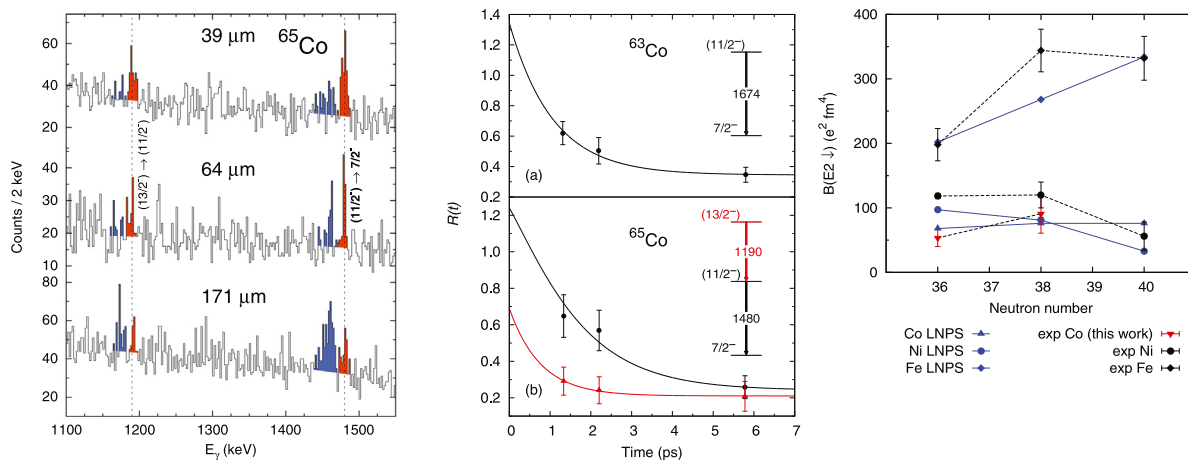 39 μm
⁶⁵Co
60
40
20
(13/2⁻) → (11/2⁻)
(11/2⁻) → 7/2⁻
64 μm
40
30
20
10
171 μm
80
60
40
20
Counts / 2 keV
1100 1200 1300 1400 1500
Eγ (keV)
R(t)
1.4
1.2
1.0
0.8
0.6
0.4
0.2
⁶³Co
(11/2⁻)
1674
7/2⁻
(a)
1.2
1.0
0.8
0.6
0.4
0.2
⁶⁵Co
(13/2⁻)
1190
(11/2⁻)
1480
7/2⁻
(b)
0 1 2 3 4 5 6 7
Time (ps)
B(E2 ↓) (e² fm⁴)
400
300
200
100
0
36 37 38 39 40
Neutron number
Co LNPS
Ni LNPS
Fe LNPS
exp Co (this work)
exp Ni
exp Fe